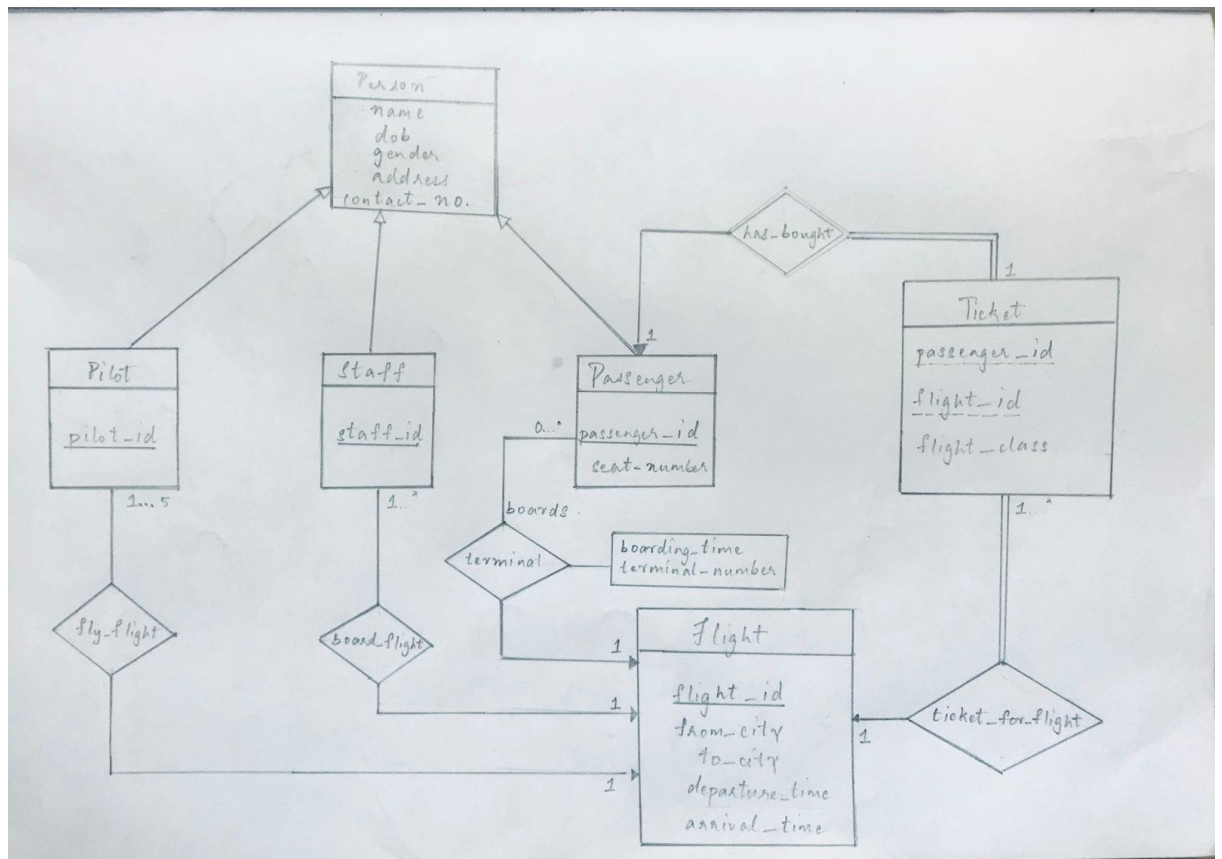 Person
name
dob
gender
address
contact_no.
has_bought
1
Ticket
passenger_id
flight_id
flight_class
1...*
1
Pilot
pilot_id
1...5
Staff
staff_id
1...*
Passenger
passenger_id
seat_number
0...*
boards
terminal
boarding_time
terminal_number
fly_flight
board_flight
Flight
flight_id
from_city
to_city
departure_time
arrival_time
1
1
1
ticket_for_flight
1